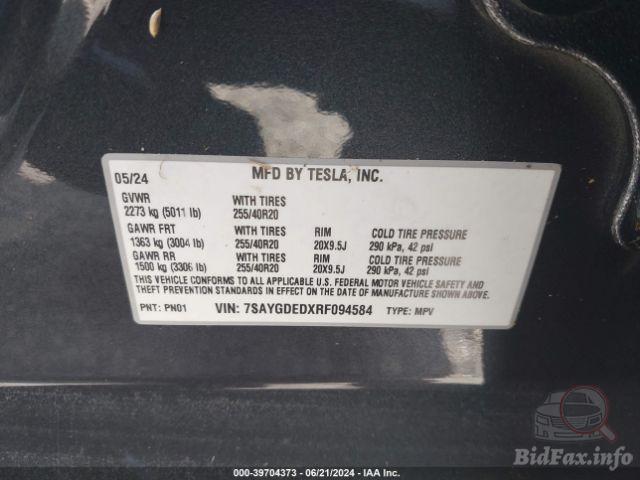 05/24 MFD BY TESLA, INC.
GVWR WITH TIRES
2273 kg (5011 lb) 255/40R20
GAWR FRT WITH TIRES RIM COLD TIRE PRESSURE
1363 kg (3004 lb) 255/40R20 20X9.5J 290 kPa, 42 psi
GAWR RR WITH TIRES RIM COLD TIRE PRESSURE
1500 kg (3306 lb) 255/40R20 20X9.5J 290 kPa, 42 psi
THIS VEHICLE CONFORMS TO ALL APPLICABLE U.S. FEDERAL MOTOR VEHICLE SAFETY AND
THEFT PREVENTION STANDARDS IN EFFECT ON THE DATE OF MANUFACTURE SHOWN ABOVE.
PNT: PN01 VIN: 7SAYGDEDXRF094584 TYPE: MPV
BidFax.info
000-39704373 - 06/21/2024 - IAA Inc.